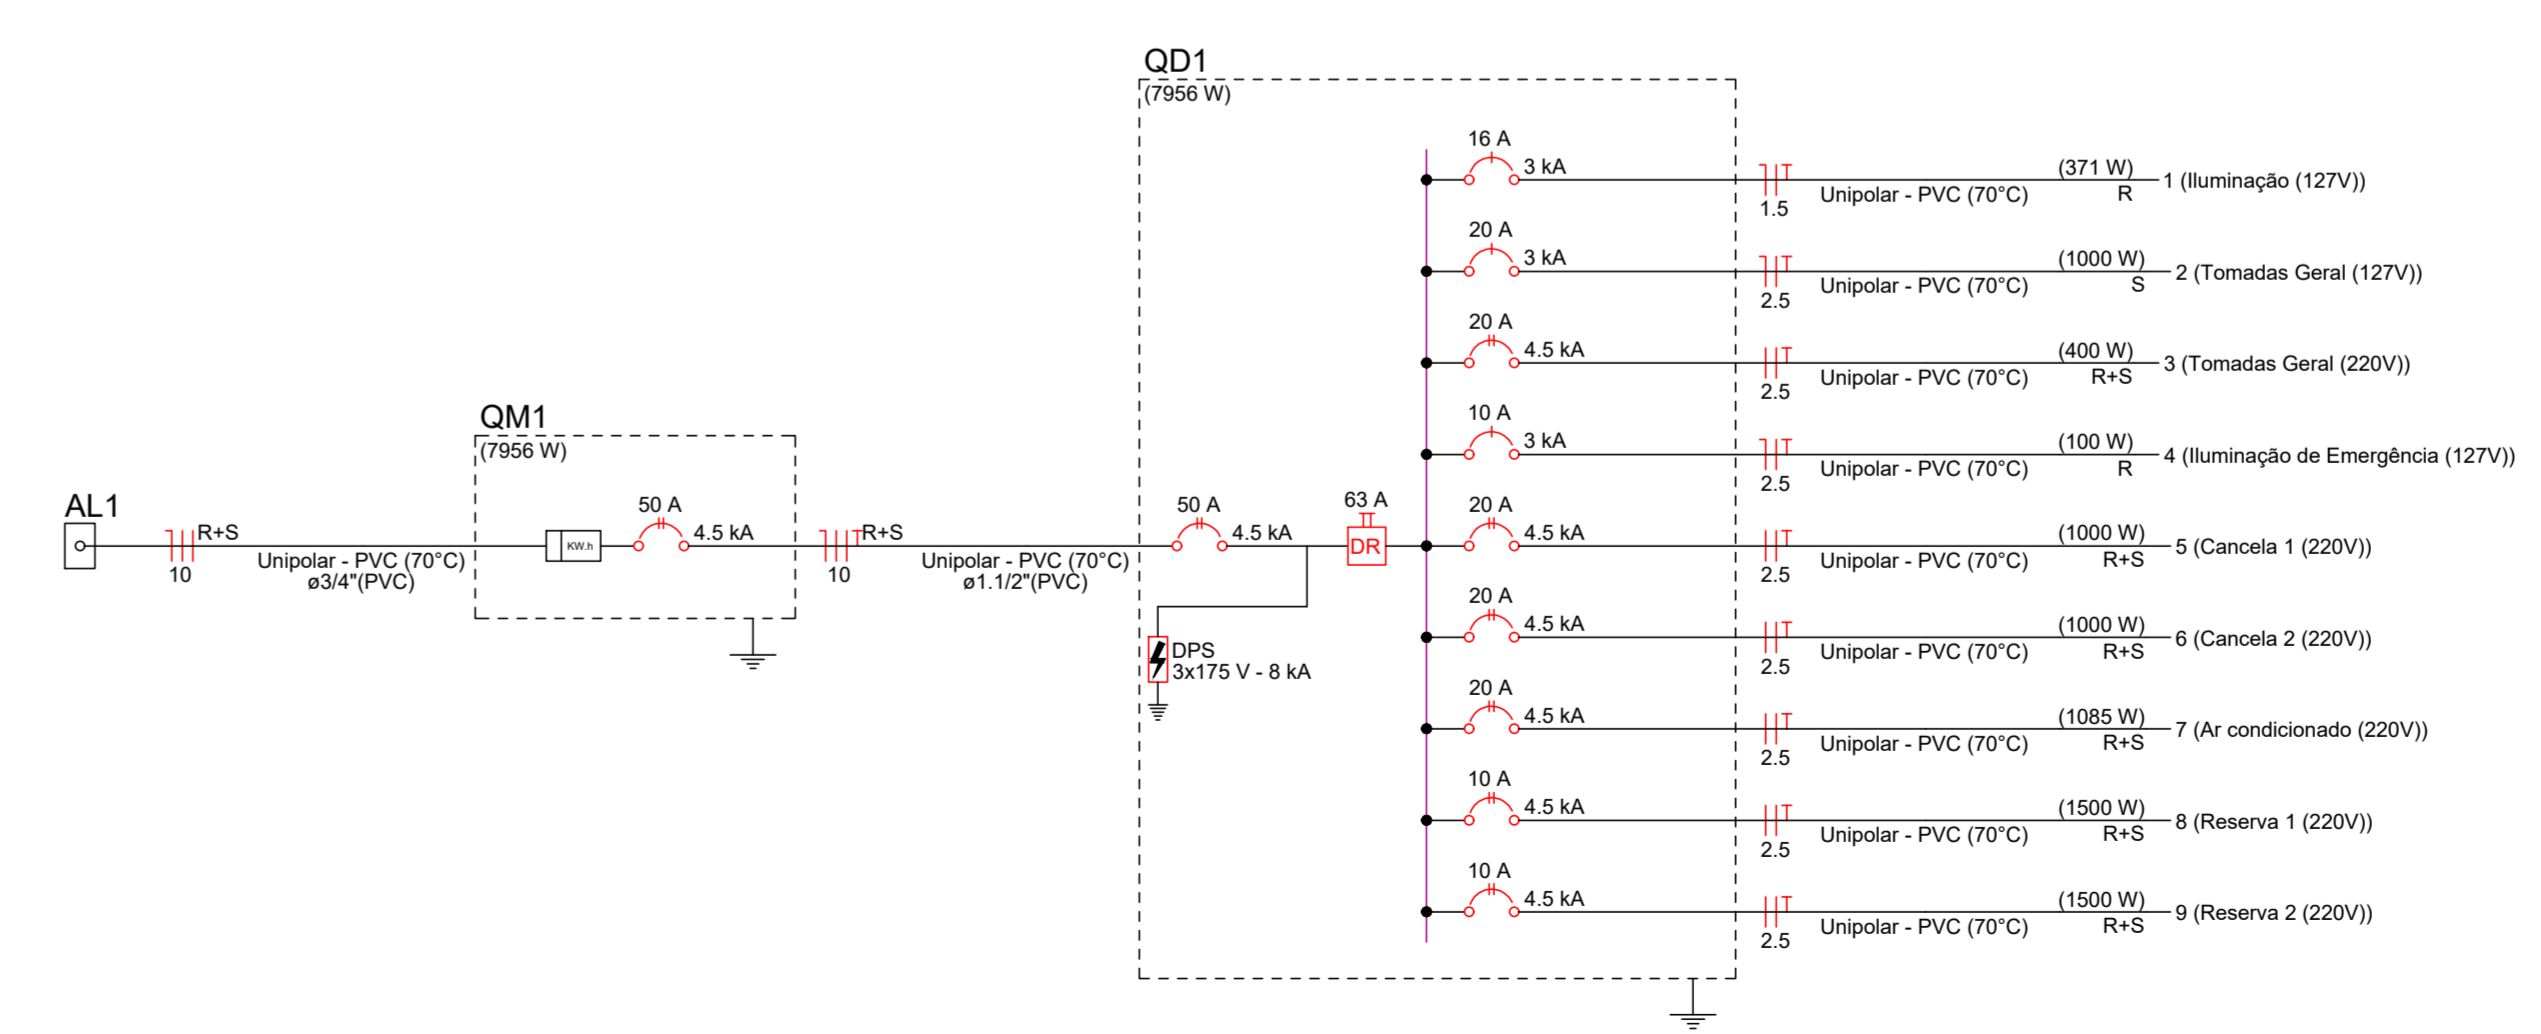 QD1
(7956 W)
16 A
3 kA
1.5
Unipolar - PVC (70°C)
(371 W)
R
1 (Iluminação (127V))
20 A
3 kA
2.5
Unipolar - PVC (70°C)
(1000 W)
S
2 (Tomadas Geral (127V))
20 A
4.5 kA
2.5
Unipolar - PVC (70°C)
(400 W)
R+S
3 (Tomadas Geral (220V))
10 A
3 kA
2.5
Unipolar - PVC (70°C)
(100 W)
R
4 (Iluminação de Emergência (127V))
QM1
(7956 W)
AL1
R+S
10
Unipolar - PVC (70°C)
ø3/4"(PVC)
KW.h
50 A
4.5 kA
R+S
10
Unipolar - PVC (70°C)
ø1.1/2"(PVC)
50 A
4.5 kA
63 A
DR
DPS
3x175 V - 8 kA
20 A
4.5 kA
2.5
Unipolar - PVC (70°C)
(1000 W)
R+S
5 (Cancela 1 (220V))
20 A
4.5 kA
2.5
Unipolar - PVC (70°C)
(1000 W)
R+S
6 (Cancela 2 (220V))
20 A
4.5 kA
2.5
Unipolar - PVC (70°C)
(1085 W)
R+S
7 (Ar condicionado (220V))
10 A
4.5 kA
2.5
Unipolar - PVC (70°C)
(1500 W)
R+S
8 (Reserva 1 (220V))
10 A
4.5 kA
2.5
Unipolar - PVC (70°C)
(1500 W)
R+S
9 (Reserva 2 (220V))